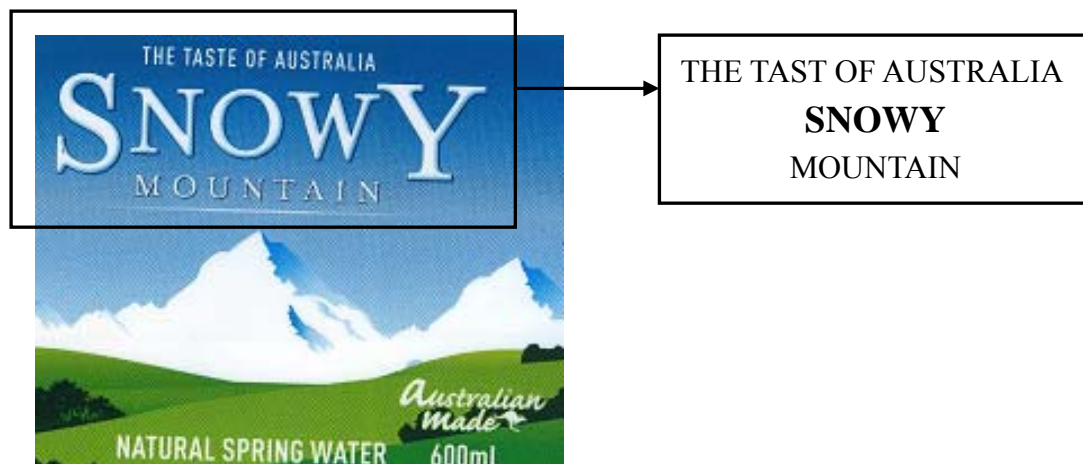 THE TASTE OF AUSTRALIA
SNOWY
MOUNTAIN
THE TAST OF AUSTRALIA
SNOWY
MOUNTAIN
Australian
Made
NATURAL SPRING WATER
600ml